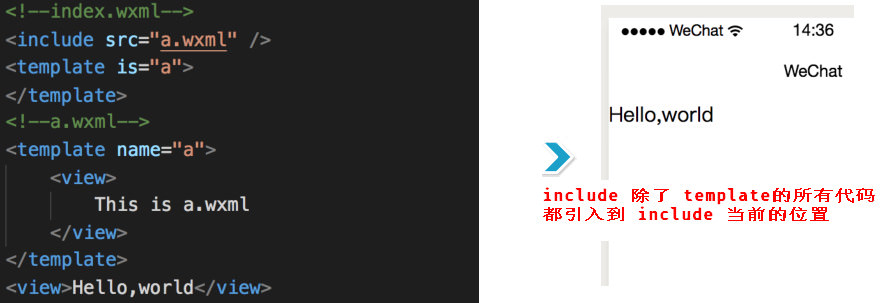 <!--index.wxml-->
<include src="a.wxml" />
<template is="a">
</template>
<!--a.wxml-->
<template name="a">
    <view>
        This is a.wxml
    </view>
</template>
<view>Hello,world</view>
●●●●● WeChat 14:36
WeChat
Hello,world
include 除了 template的所有代码
都引入到 include 当前的位置